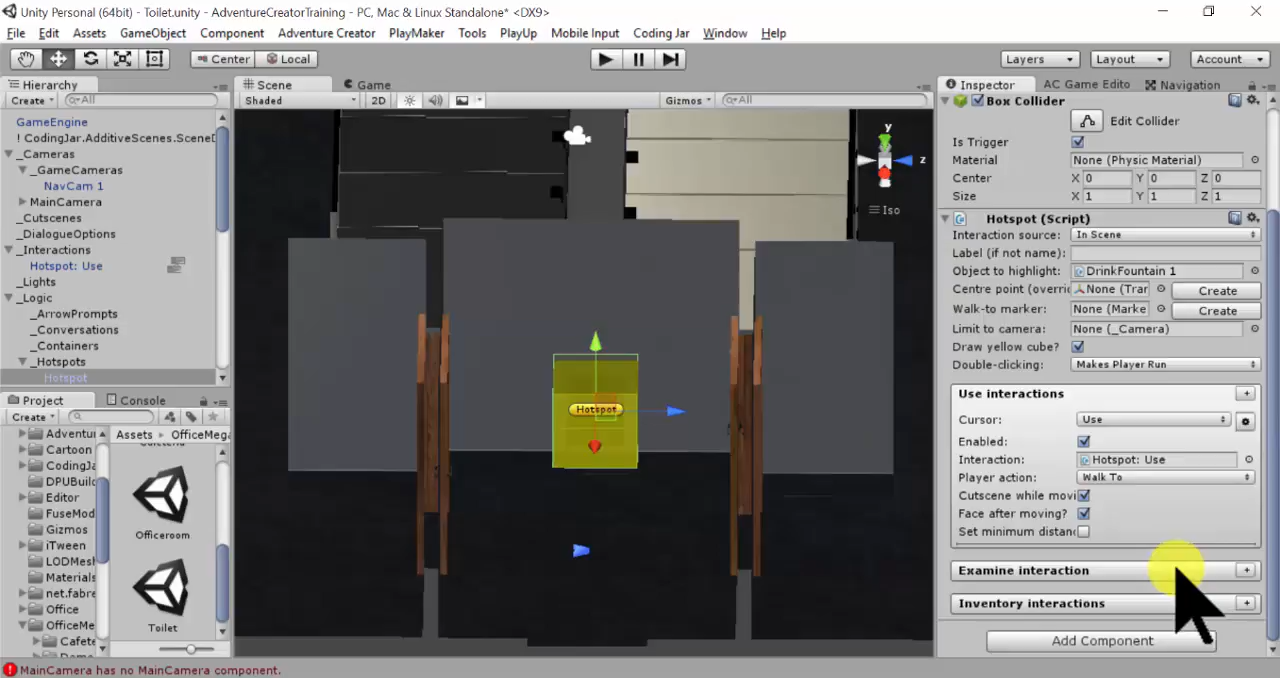 Unity Personal (64bit) - Toilet.unity - AdventureCreatorTraining - PC, Mac & Linux Standalone* <DX9>
File Edit Assets GameObject Component Adventure Creator PlayMaker Tools PlayUp Mobile Input Coding Jar Window Help
Center Local Layers Layout Account
Hierarchy Scene Game Inspector AC Game Edito Navigation
Create All Shaded 2D Gizmos All
Box Collider
GameEngine
! CodingJar.AdditiveScenes.SceneD
_Cameras
_GameCameras
NavCam 1
MainCamera
_Cutscenes
_DialogueOptions
_Interactions
Hotspot: Use
_Lights
_Logic
_ArrowPrompts
_Conversations
_Containers
_Hotspots
Hotspot
Project Console
Create
Adventur
Cartoon
CodingJa
DPUBuild
Editor
FuseMod
Gizmos
iTween
LODMesh
Materials
net.fabre
Office
OfficeMe
Cafete
Assets OfficeMega
Officeroom
Toilet
y
z
Iso
Hotspot
Edit Collider
Is Trigger
Material None (Physic Material)
Center X 0 Y 0 Z 0
Size X 1 Y 1 Z 1
Hotspot (Script)
Interaction source: In Scene
Label (if not name):
Object to highlight: DrinkFountain 1
Centre point (overri None (Tran Create
Walk-to marker: None (Marke Create
Limit to camera: None (_Camera)
Draw yellow cube?
Double-clicking: Makes Player Run
Use interactions +
Cursor: Use
Enabled:
Interaction: Hotspot: Use
Player action: Walk To
Cutscene while movi
Face after moving?
Set minimum distanc
Examine interaction +
Inventory interactions +
Add Component
MainCamera has no MainCamera component.